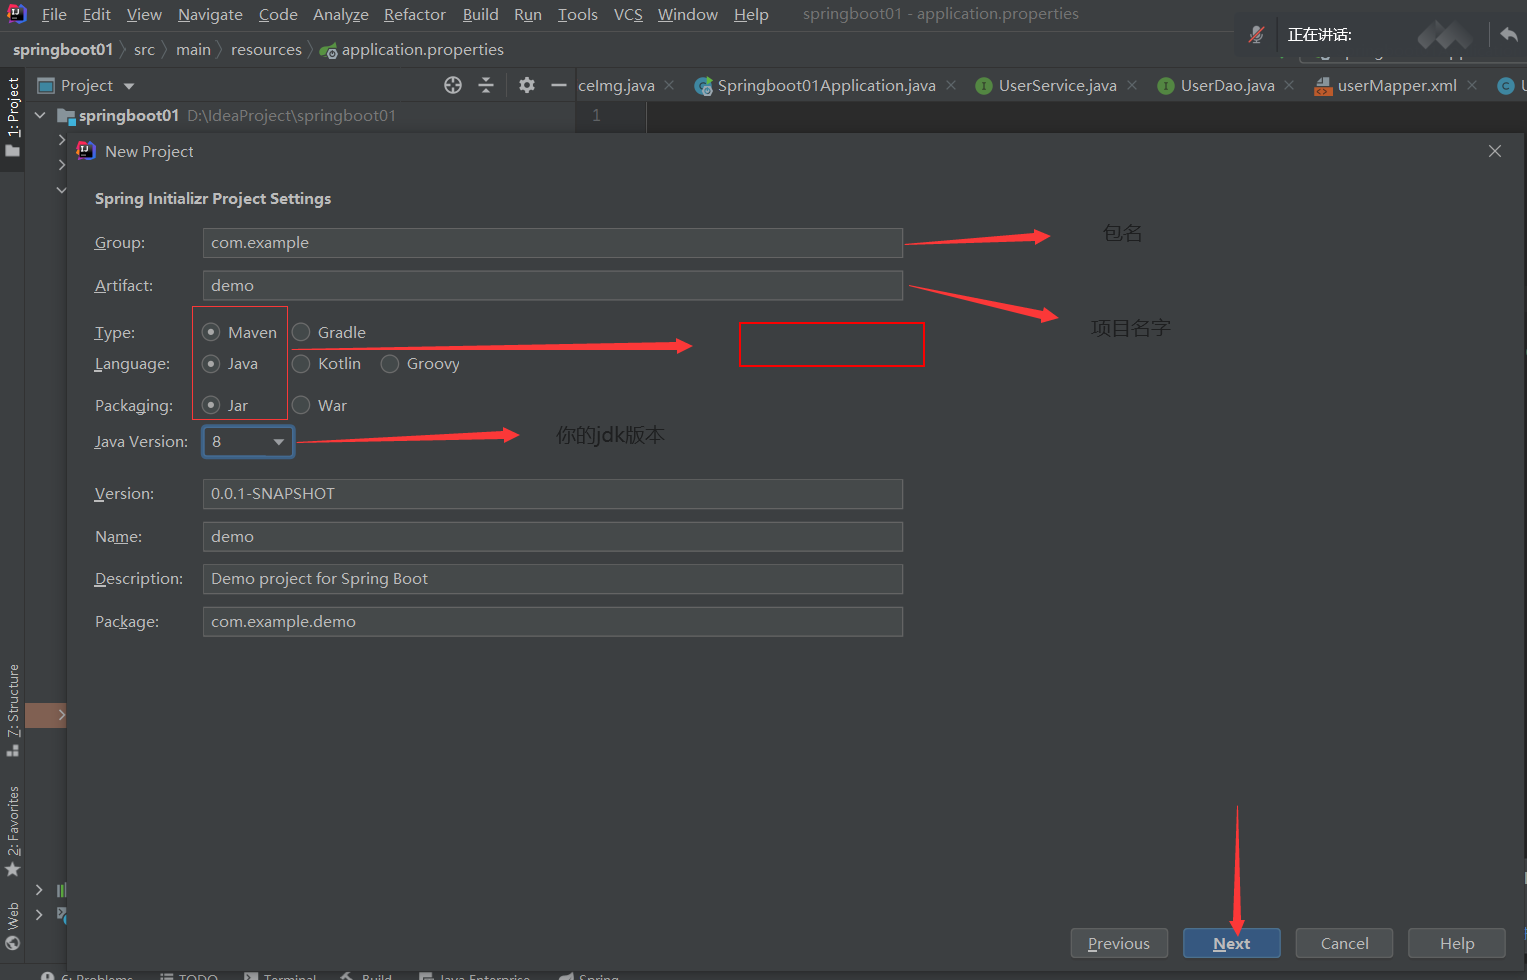 File Edit View Navigate Code Analyze Refactor Build Run Tools VCS Window Help springboot01 - application.properties
正在讲话:
springboot01 src main resources application.properties
Project ceImg.java Springboot01Application.java UserService.java UserDao.java userMapper.xml
1: Project
springboot01 D:\IdeaProject\springboot01 1
New Project
Spring Initializr Project Settings
Group: com.example 包名
Artifact: demo 项目名字
Type: Maven Gradle
Language: Java Kotlin Groovy
Packaging: Jar War
Java Version: 8 你的jdk版本
Version: 0.0.1-SNAPSHOT
Name: demo
Description: Demo project for Spring Boot
Package: com.example.demo
7: Structure
2: Favorites
Web
Previous Next Cancel Help
6: Problems TODO Terminal Build Java Enterprise Spring